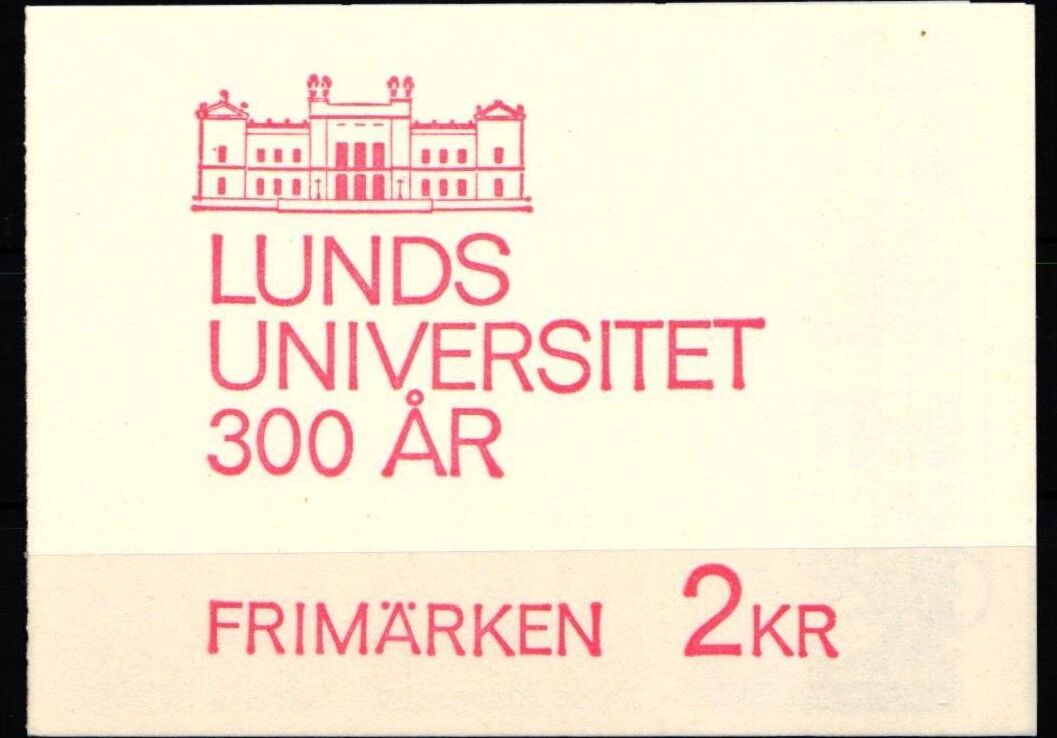 LUNDS
UNIVERSITET
300 ÅR
FRIMÄRKEN 2KR